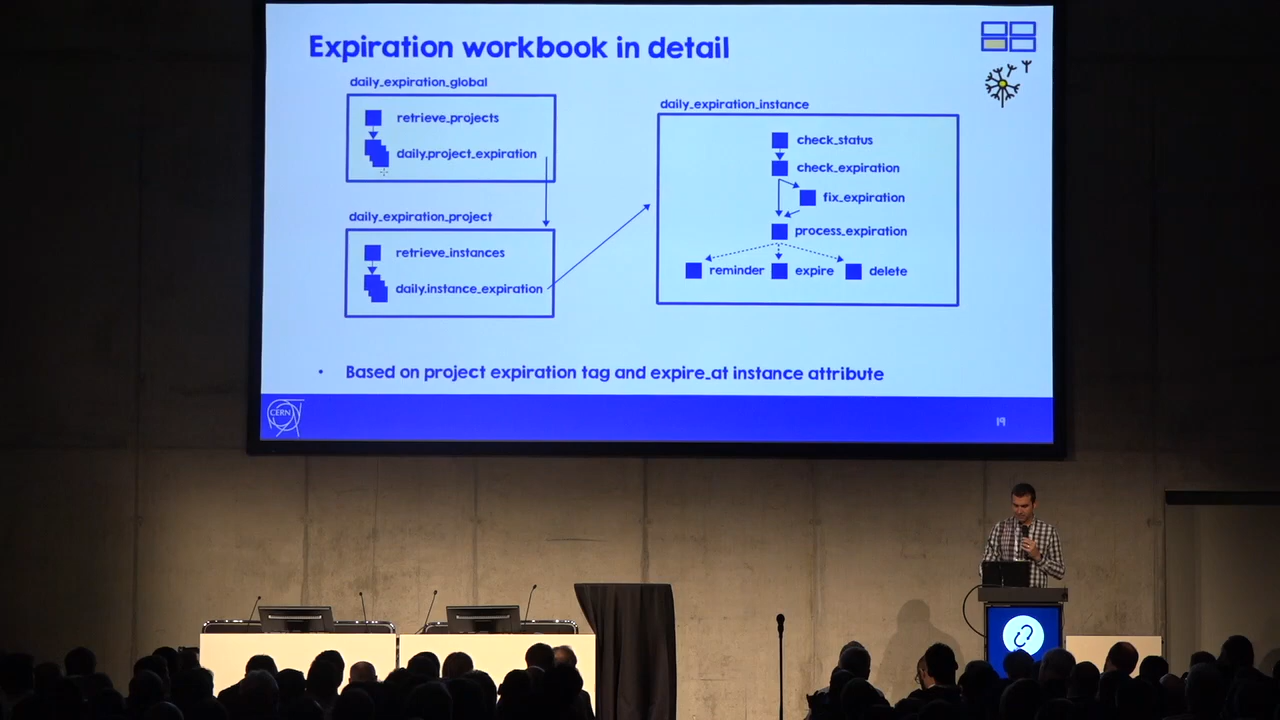 Expiration workbook in detail
daily_expiration_global
retrieve_projects
daily.project_expiration
daily_expiration_project
retrieve_instances
daily.instance_expiration
daily_expiration_instance
check_status
check_expiration
fix_expiration
process_expiration
reminder expire delete
• Based on project expiration tag and expire_at instance attribute
CERN
19